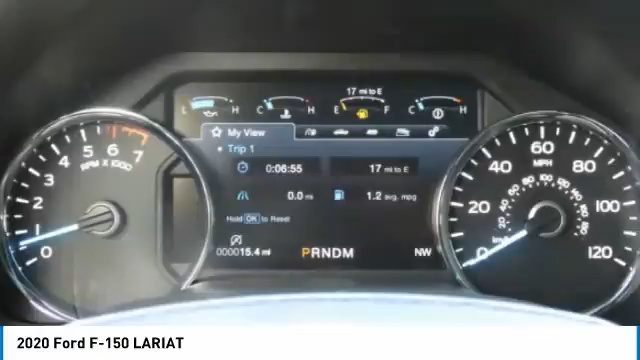 17 mi to E
L H C H E F C H
My View
Trip 1
0:06:55 17 mi to E
0.0 mi 1.2 avg. mpg
Hold OK to Reset
000015.4 mi PRNDM NW
0 1 2 3 4 5 6 7
RPM X 1000
0 20 40 60 80 100 120
MPH
km/h
2020 Ford F-150 LARIAT